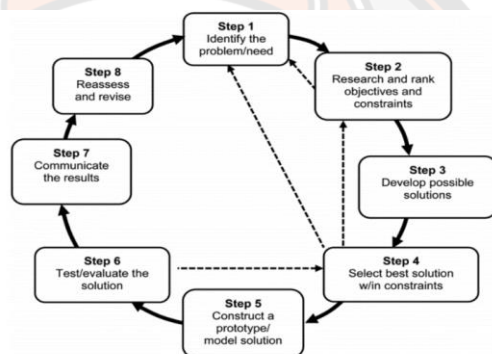 Step 1
Identify the
problem/need
Step 2
Research and rank
objectives and
constraints
Step 3
Develop possible
solutions
Step 4
Select best solution
w/in constraints
Step 5
Construct a
prototype/
model solution
Step 6
Test/evaluate the
solution
Step 7
Communicate
the results
Step 8
Reassess
and revise